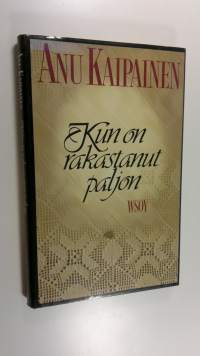 ANU KAIPAINEN
Kun on
rakastanut
paljon
WSOY